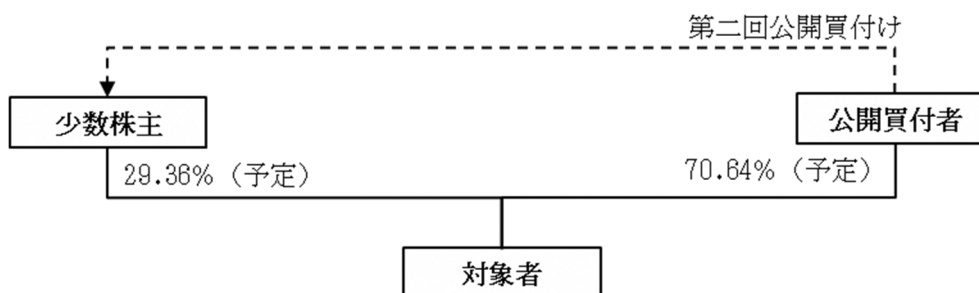 第二回公開買付け
少数株主
公開買付者
29.36%（予定）
70.64%（予定）
対象者